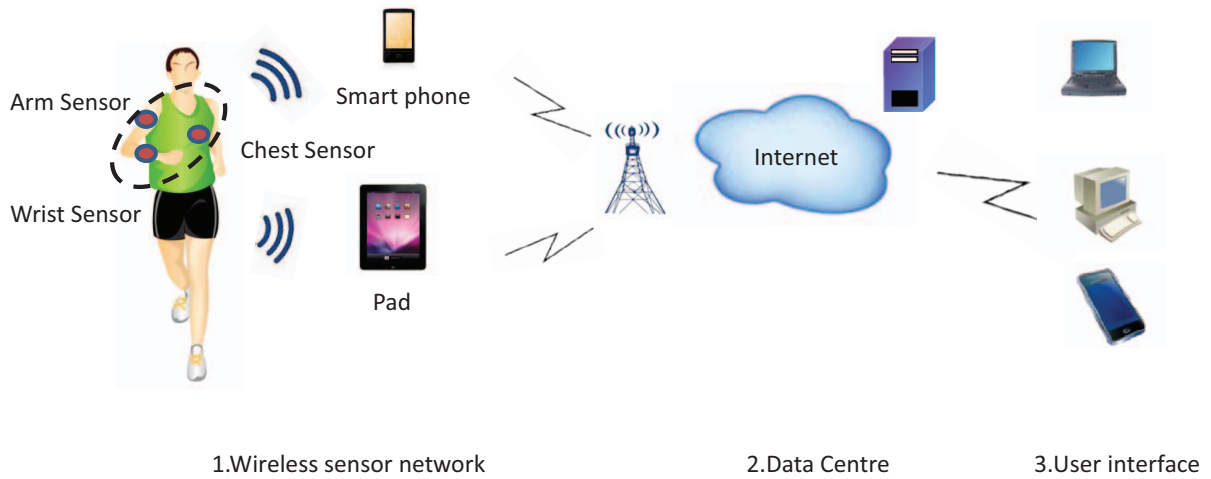 Arm Sensor
Smart phone
Chest Sensor
Internet
Wrist Sensor
Pad
1.Wireless sensor network
2.Data Centre
3.User interface